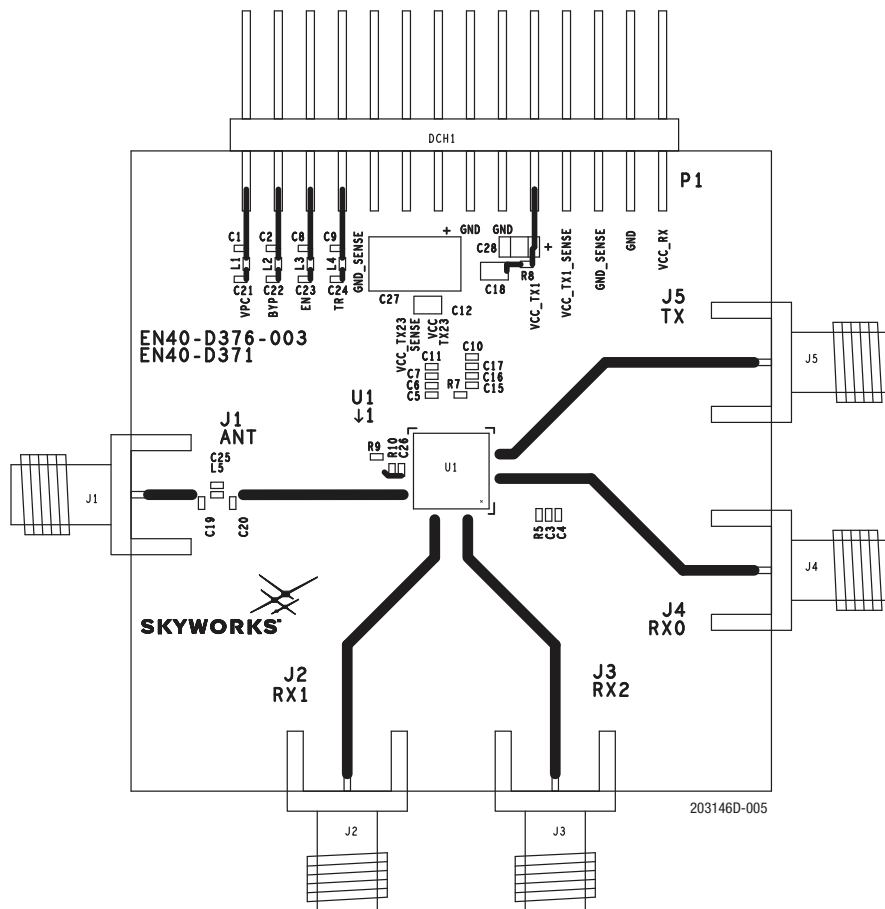 DCH1
P1
+ GND GND
C1 C2 C8 C9
C28 +
L1 L2 L3 L4
R8
C21 C22 C23 C24
C27 C18
VPC
BYP
EN
TR
GND_SENSE
VCC_TX1
VCC_TX1_SENSE
GND_SENSE
GND
VCC_RX
C12
VCC_TX23
SENSE
VCC
TX23
J5
TX
EN40-D376-003
EN40-D371
C10
C11
C17
C7
C16
C6
C15
C5
R7
J5
U1
↓1
J1
ANT
R9
R10
C26
U1
C25
L5
J1
C19
C20
R5
C3
C4
J4
J4
RX0
SKYWORKS
J2
RX1
J3
RX2
203146D-005
J2
J3